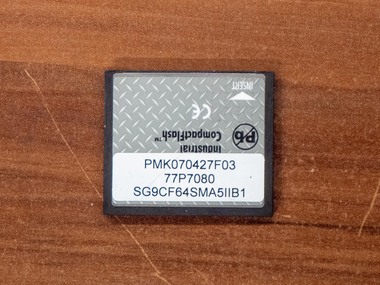 INSERT
CE
Pb
Industrial
CompactFlash™
PMK070427F03
77P7080
SG9CF64SMA5IIB1